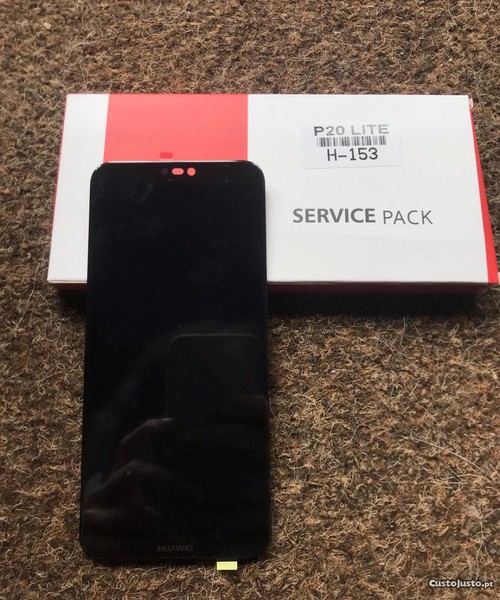 P20 LITE
H-153
SERVICE PACK
HUAWEI
CustoJusto.pt